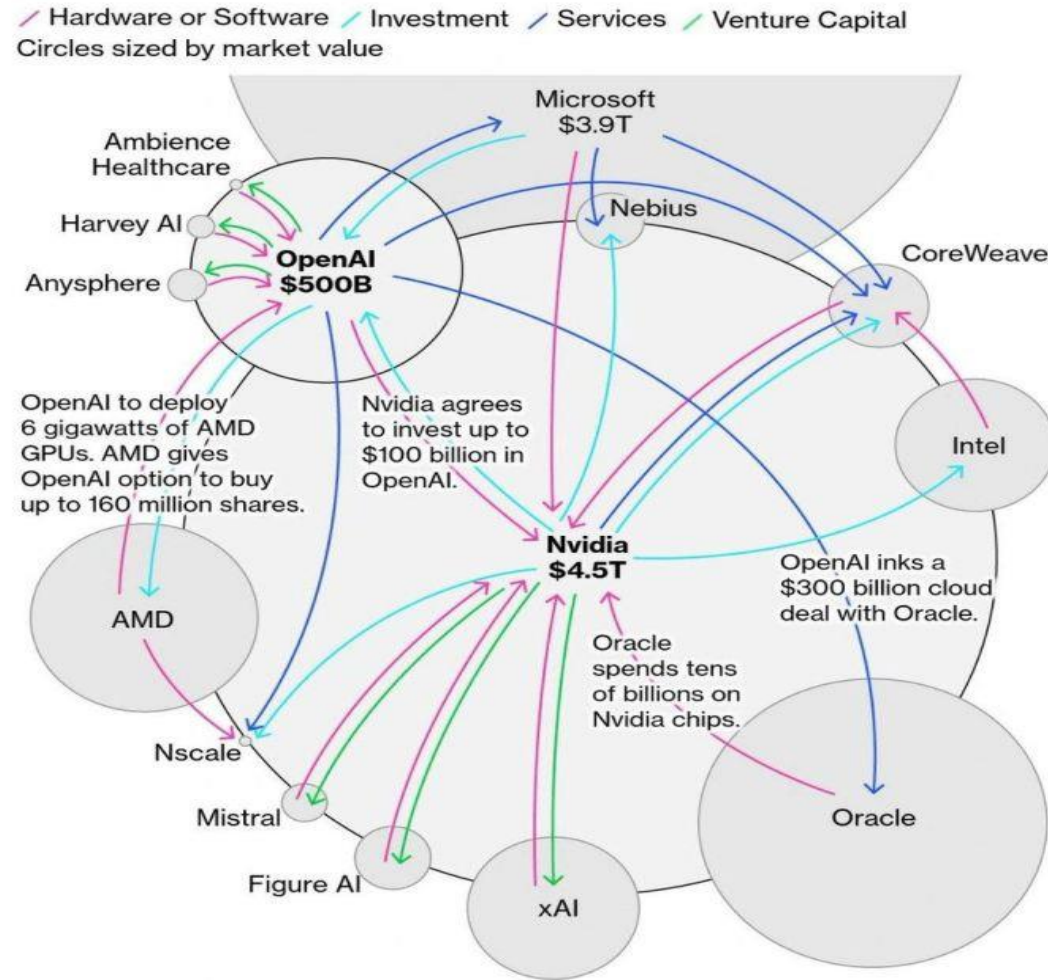 Hardware or Software Investment Services Venture Capital
Circles sized by market value
Microsoft
$3.9T
Ambience
Healthcare
Harvey AI
Anysphere
OpenAI
$500B
Nebius
CoreWeave
OpenAI to deploy
6 gigawatts of AMD
GPUs. AMD gives
OpenAI option to buy
up to 160 million shares.
Nvidia agrees
to invest up to
$100 billion in
OpenAI.
Intel
Nvidia
$4.5T
OpenAI inks a
$300 billion cloud
deal with Oracle.
AMD
Oracle
spends tens
of billions on
Nvidia chips.
Nscale
Mistral
Figure AI
xAI
Oracle